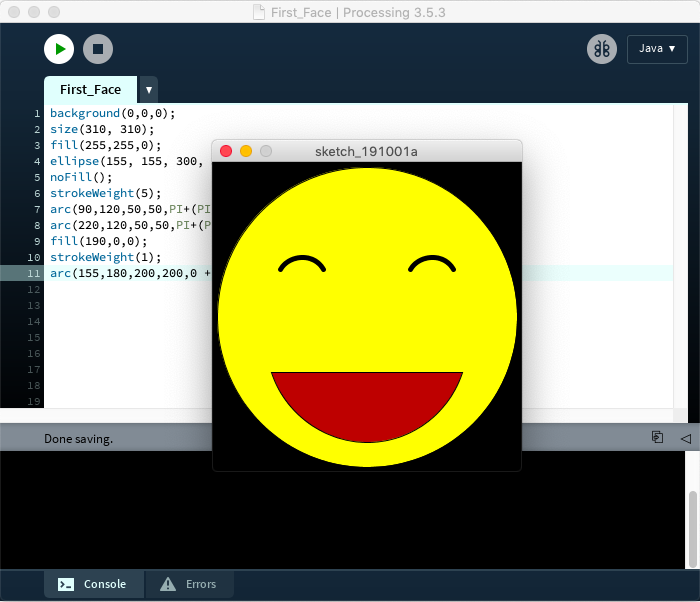 First_Face | Processing 3.5.3
Java ▼
First_Face ▼
1 background(0,0,0);
2 size(310, 310);
3 fill(255,255,0);
4 ellipse(155, 155, 300,
5 noFill();
6 strokeWeight(5);
7 arc(90,120,50,50,PI+(PI
8 arc(220,120,50,50,PI+(P
9 fill(190,0,0);
10 strokeWeight(1);
11 arc(155,180,200,200,0 +
12
13
14
15
16
17
18
19
sketch_191001a
Done saving.
Console
Errors